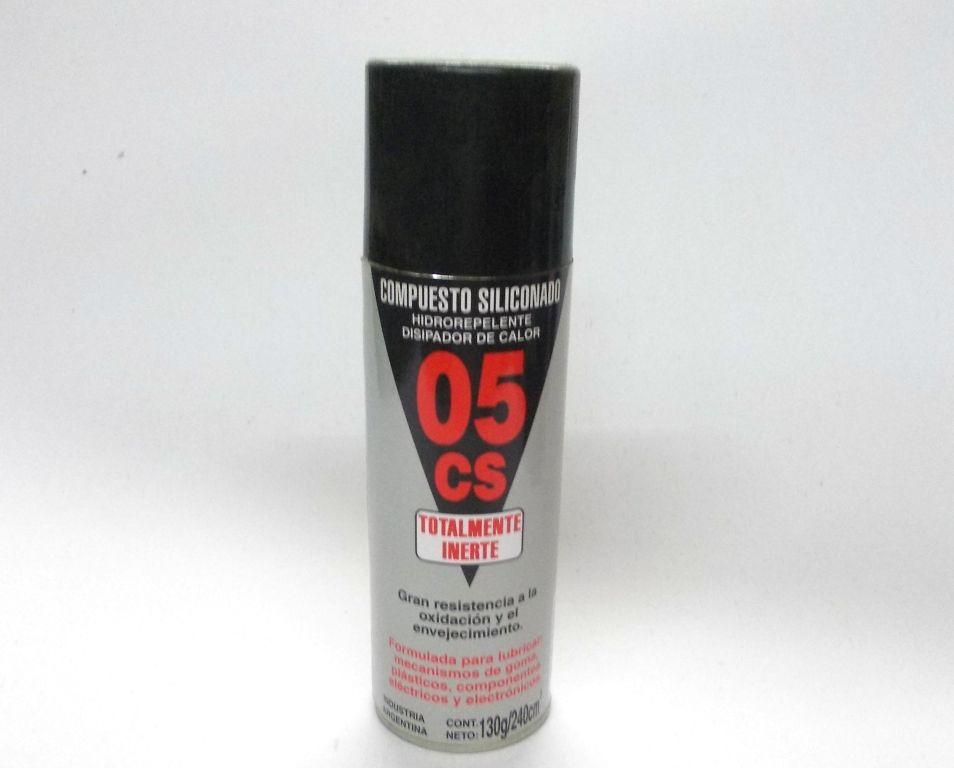 COMPUESTO SILICONADO
HIDROREPELENTE
DISIPADOR DE CALOR
05
CS
TOTALMENTE
INERTE
Gran resistencia a la
oxidación y el
envejecimiento.
Formulada para lubricar:
mecanismos de goma,
plásticos, componentes
eléctricos y electrónicos.
INDUSTRIA
ARGENTINA
CONT.
NETO: 130g/240cm³